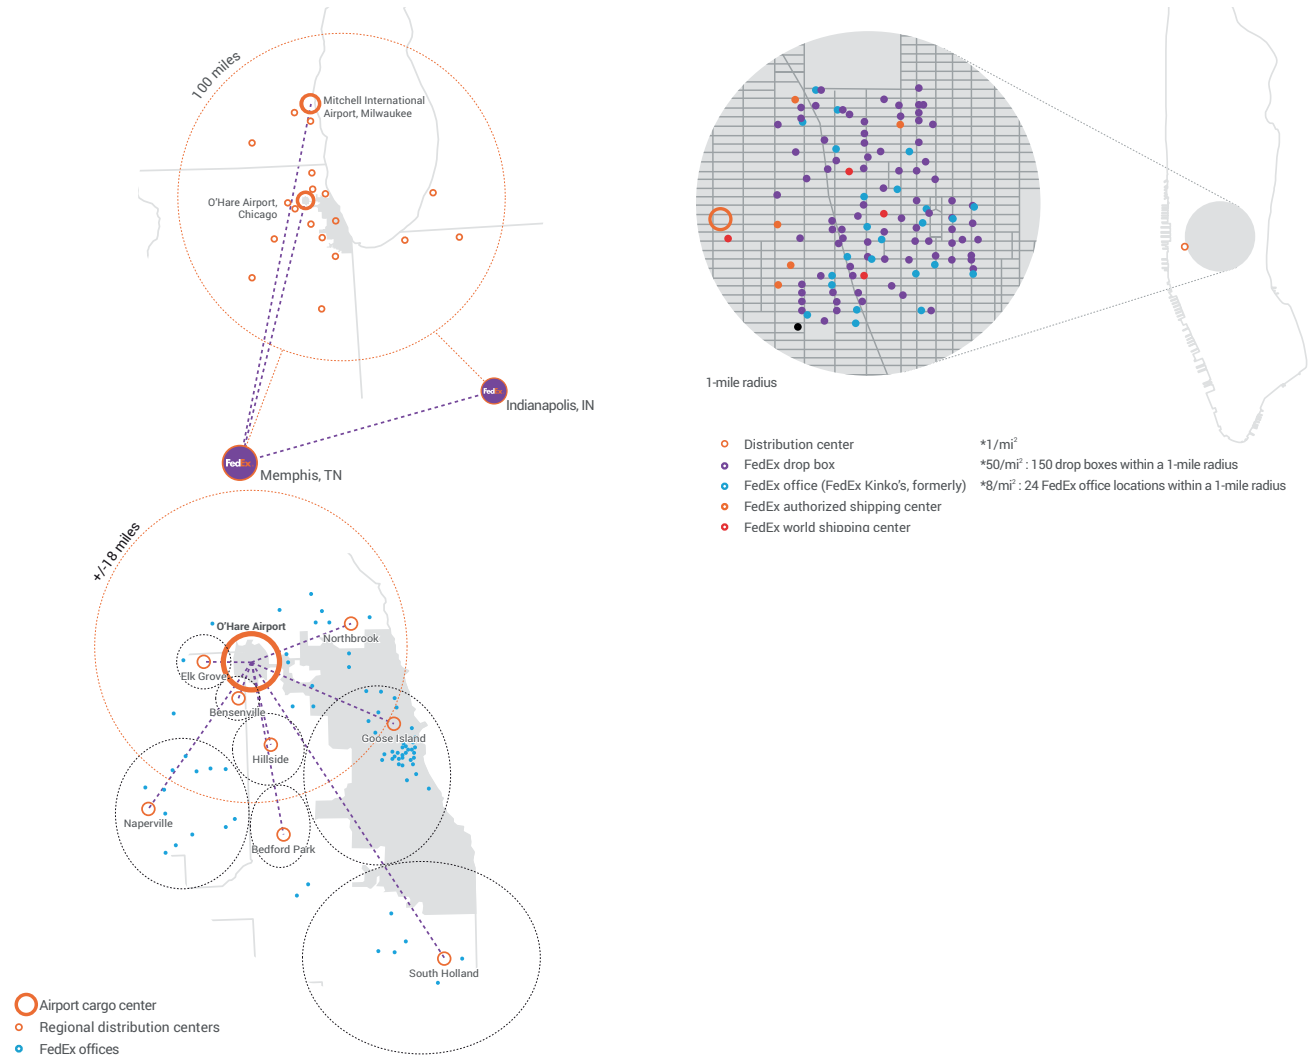 100 miles
Mitchell International
Airport, Milwaukee
O'Hare Airport,
Chicago
FedEx
Indianapolis, IN
FedEx
Memphis, TN
1-mile radius
Distribution center *1/mi²
FedEx drop box *50/mi² : 150 drop boxes within a 1-mile radius
FedEx office (FedEx Kinko's, formerly) *8/mi² : 24 FedEx office locations within a 1-mile radius
FedEx authorized shipping center
FedEx world shipping center
+/-18 miles
O'Hare Airport
Northbrook
Elk Grove
Bensenville
Goose Island
Hillside
Naperville
Bedford Park
South Holland
Airport cargo center
Regional distribution centers
FedEx offices